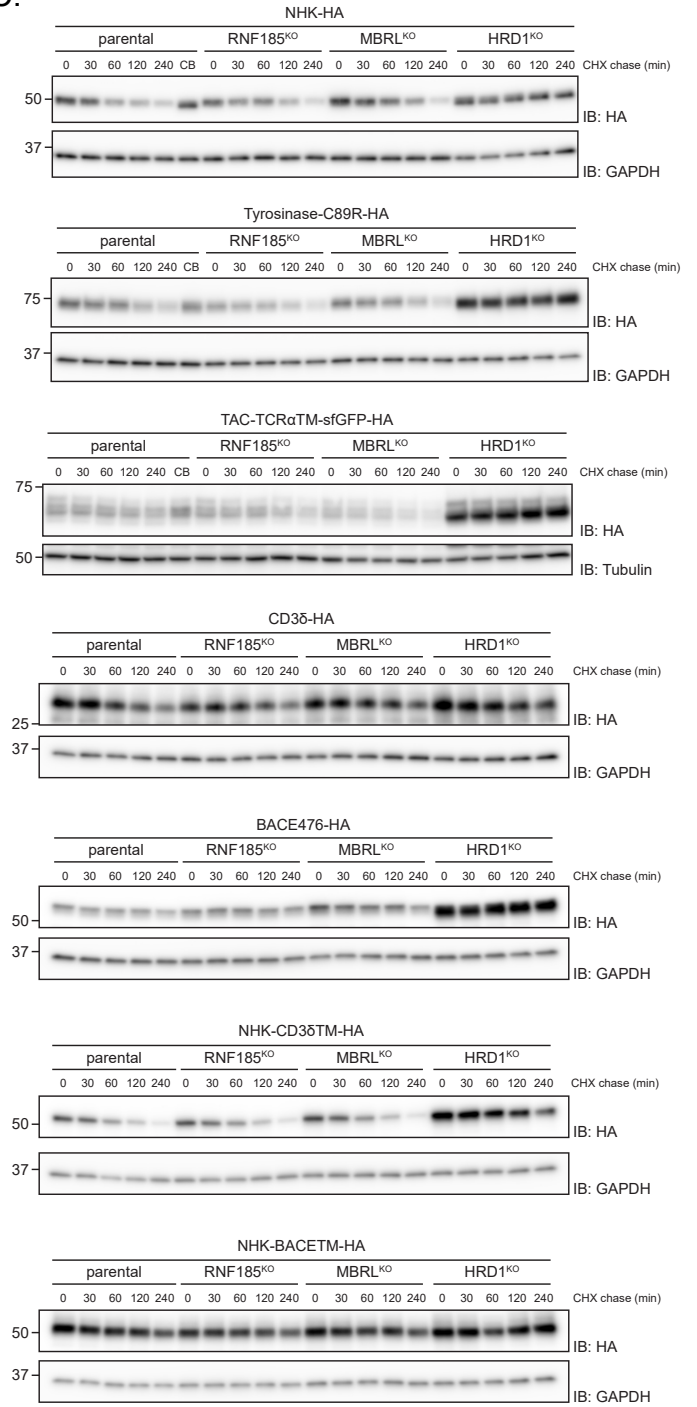 NHK-HA
parental RNF185KO MBRLKO HRD1KO
0 30 60 120 240 CB 0 30 60 120 240 0 30 60 120 240 0 30 60 120 240 CHX chase (min)
50
IB: HA
37
IB: GAPDH
Tyrosinase-C89R-HA
parental RNF185KO MBRLKO HRD1KO
0 30 60 120 240 CB 0 30 60 120 240 0 30 60 120 240 0 30 60 120 240 CHX chase (min)
75
IB: HA
37
IB: GAPDH
TAC-TCRαTM-sfGFP-HA
parental RNF185KO MBRLKO HRD1KO
0 30 60 120 240 CB 0 30 60 120 240 0 30 60 120 240 0 30 60 120 240 CHX chase (min)
75
IB: HA
50
IB: Tubulin
CD3δ-HA
parental RNF185KO MBRLKO HRD1KO
0 30 60 120 240 0 30 60 120 240 0 30 60 120 240 0 30 60 120 240 CHX chase (min)
25
IB: HA
37
IB: GAPDH
BACE476-HA
parental RNF185KO MBRLKO HRD1KO
0 30 60 120 240 0 30 60 120 240 0 30 60 120 240 0 30 60 120 240 CHX chase (min)
50
IB: HA
37
IB: GAPDH
NHK-CD3δTM-HA
parental RNF185KO MBRLKO HRD1KO
0 30 60 120 240 0 30 60 120 240 0 30 60 120 240 0 30 60 120 240 CHX chase (min)
50
IB: HA
37
IB: GAPDH
NHK-BACETM-HA
parental RNF185KO MBRLKO HRD1KO
0 30 60 120 240 0 30 60 120 240 0 30 60 120 240 0 30 60 120 240 CHX chase (min)
50
IB: HA
37
IB: GAPDH